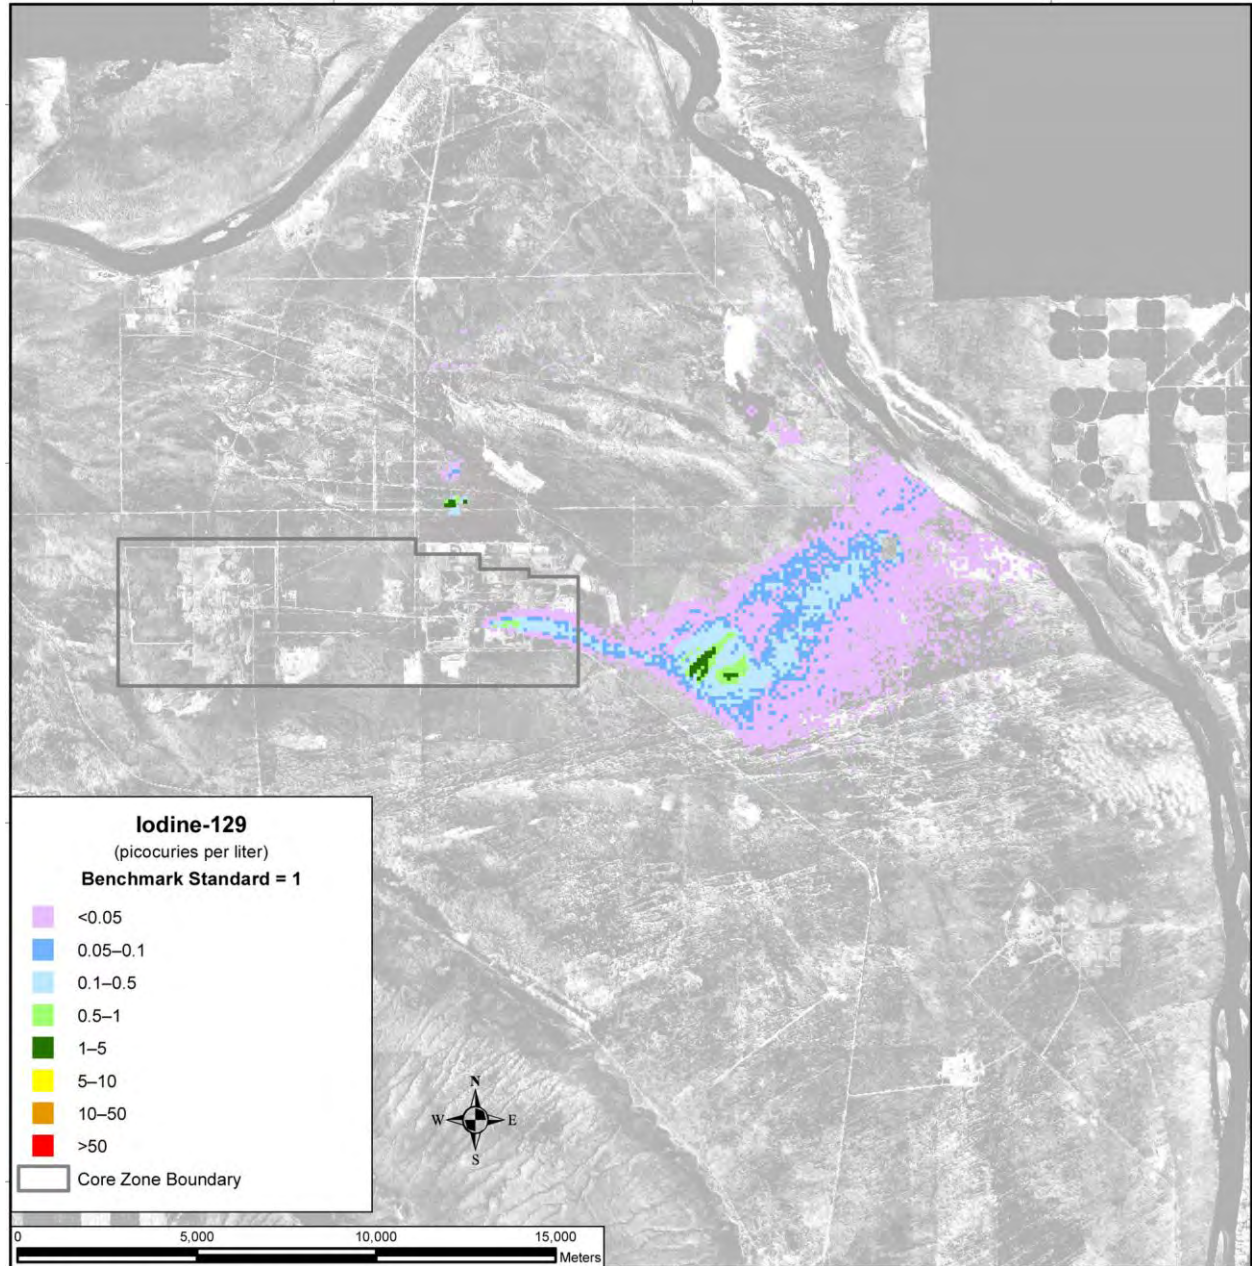 Iodine-129
(picocuries per liter)
Benchmark Standard = 1
<0.05
0.05–0.1
0.1–0.5
0.5–1
1–5
5–10
10–50
>50
Core Zone Boundary
N
W E
S
0 5,000 10,000 15,000
Meters